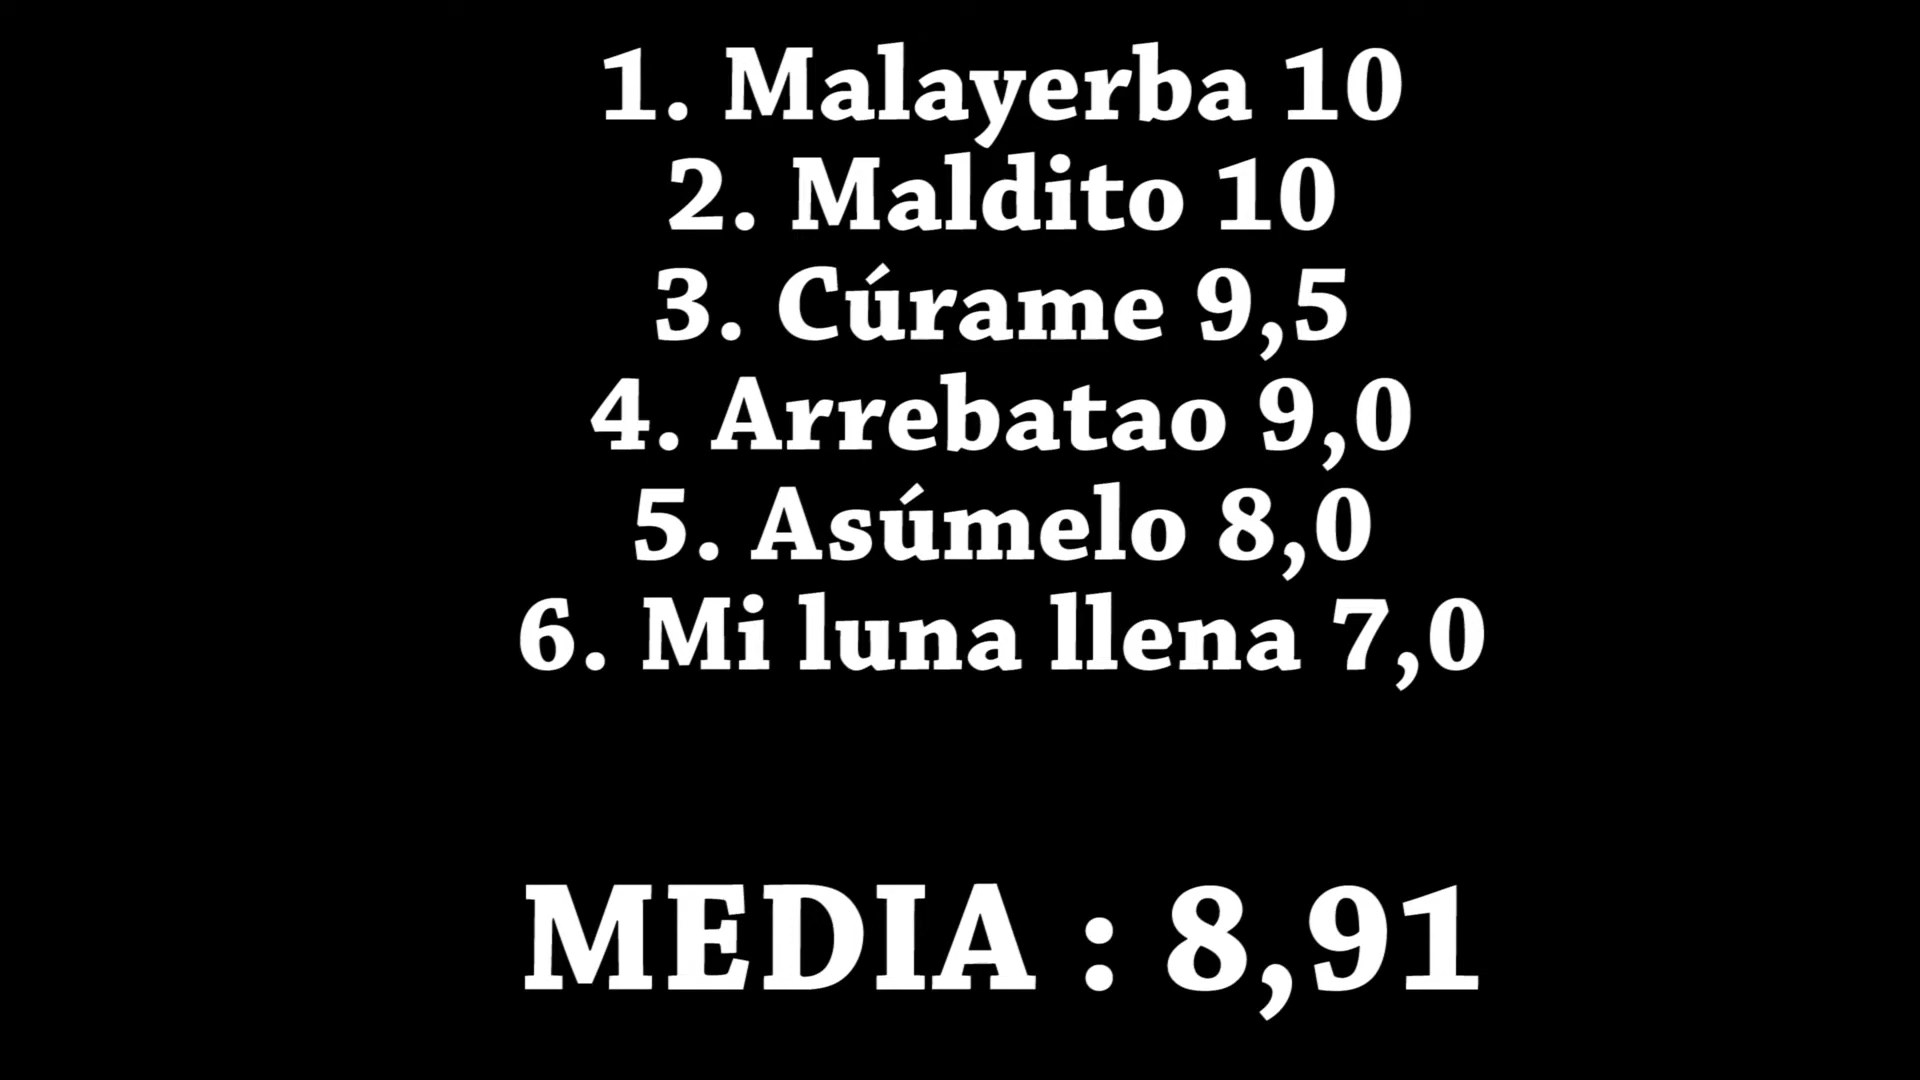 1. Malayerba 10
2. Maldito 10
3. Cúrame 9,5
4. Arrebatao 9,0
5. Asúmelo 8,0
6. Mi luna llena 7,0
MEDIA : 8,91